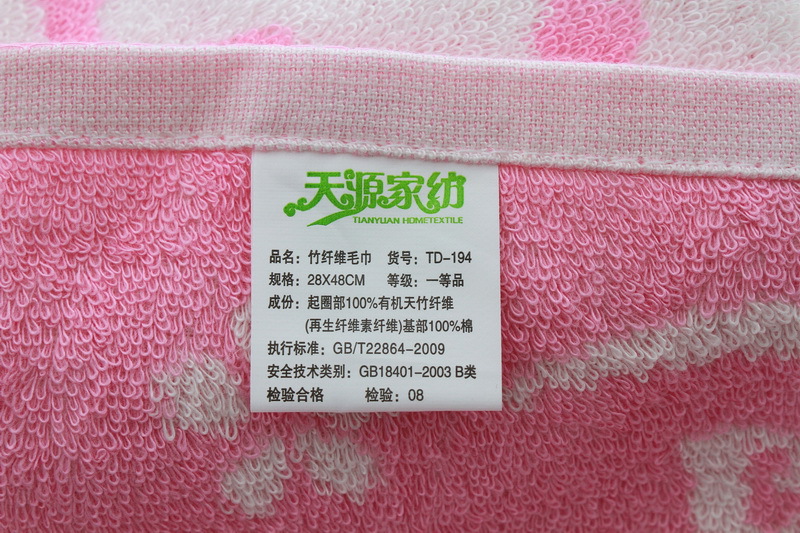 天源家纺
TIANYUAN HOMETEXTILE
品名：竹纤维毛巾 货号：TD-194
规格：28X48CM 等级：一等品
成份：起圈部100%有机天竹纤维
(再生纤维素纤维)基部100%棉
执行标准：GB/T22864-2009
安全技术类别：GB18401-2003 B类
检验合格 检验：08